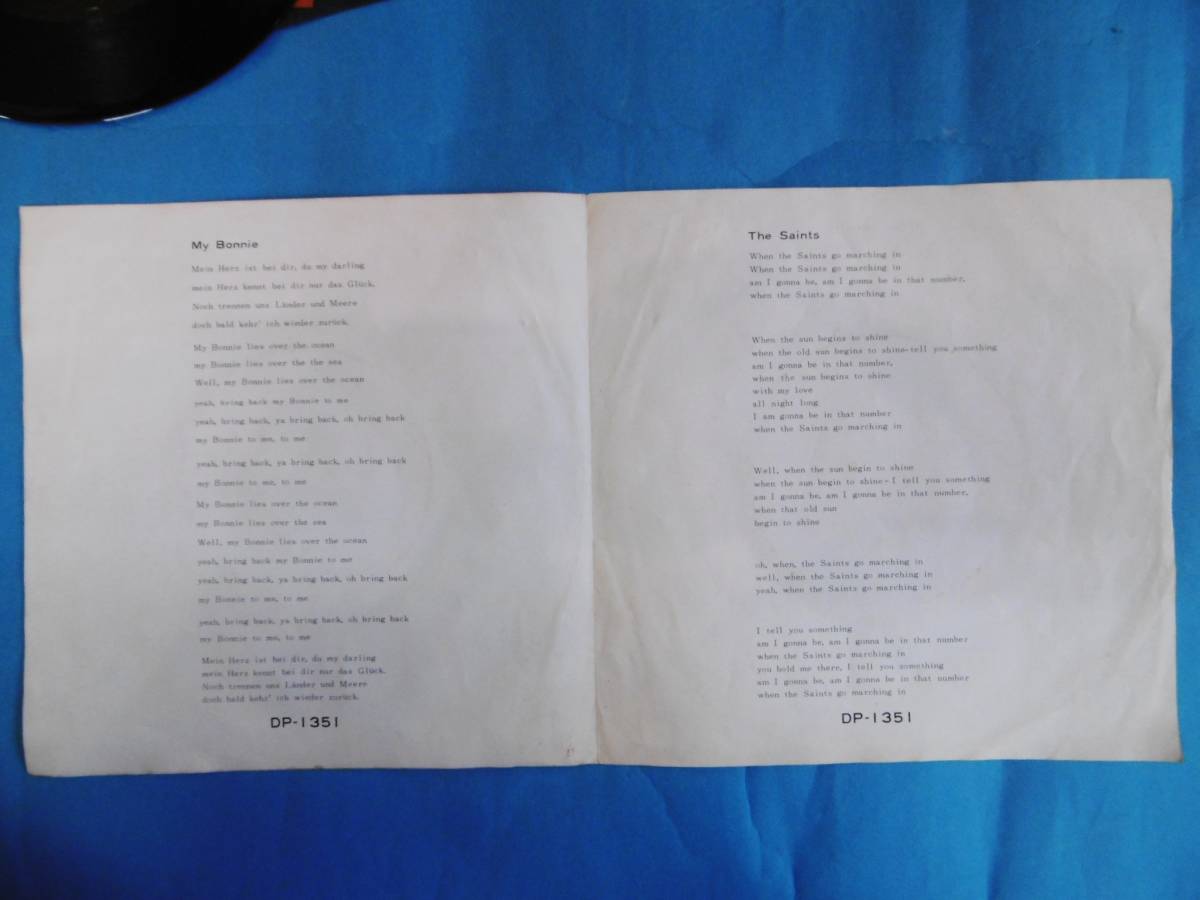 My Bonnie
Mein Herz ist bei dir, du my darling
mein Herz kennt bei dir nur das Glück.
Noch trennen uns Länder und Meere
doch bald kehr' ich wieder zurück.
My Bonnie lies over the ocean
my Bonnie lies over the the sea
Well, my Bonnie lies over the ocean
yeah, bring back my Bonnie to me
yeah, bring back, ya bring back, oh bring back
my Bonnie to me, to me
yeah, bring back, ya bring back, oh bring back
my Bonnie to me, to me
My Bonnie lies over the ocean
my Bonnie lies over the sea
Well, my Bonnie lies over the ocean
yeah, bring back my Bonnie to me
yeah, bring back, ya bring back, oh bring back
my Bonnie to me, to me
yeah, bring back, ya bring back, oh bring back
my Bonnie to me, to me
Mein Herz ist bei dir, du my darling
mein Herz kennt bei dir nur das Glück.
Noch trennen uns Länder und Meere
doch bald kehr' ich wieder zurück.
DP-1351
The Saints
When the Saints go marching in
When the Saints go marching in
am I gonna be, am I gonna be in that number,
when the Saints go marching in
When the sun begins to shine
when the old sun begins to shine-tell you something
am I gonna be in that number,
when the sun begins to shine
with my love
all night long
I am gonna be in that number
when the Saints go marching in
Well, when the sun begin to shine
when the sun begin to shine-I tell you something
am I gonna be, am I gonna be in that number,
when that old sun
begin to shine
oh, when, the Saints go marching in
well, when the Saints go marching in
yeah, when the Saints go marching in
I tell you something
am I gonna be, am I gonna be in that number
when the Saints go marching in
you hold me there, I tell you something
am I gonna be, am I gonna be in that number
when the Saints go marching in
DP-1351